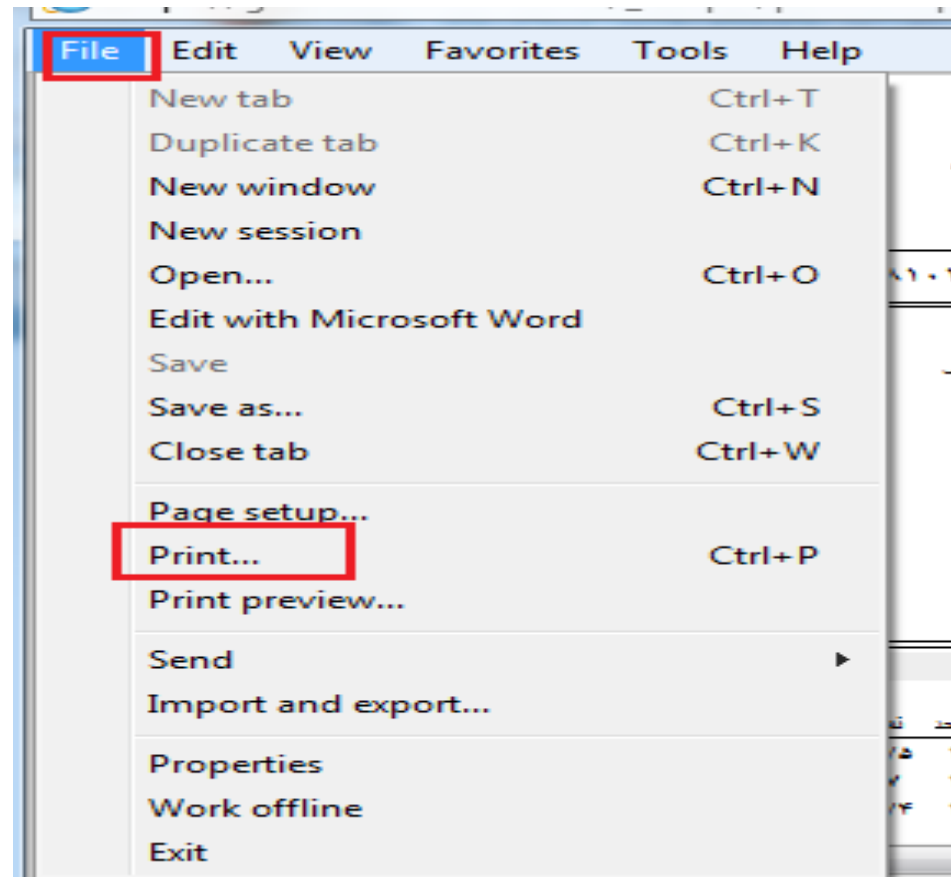 File Edit View Favorites Tools Help
New tab Ctrl+T
Duplicate tab Ctrl+K
New window Ctrl+N
New session
Open... Ctrl+O
Edit with Microsoft Word
Save
Save as... Ctrl+S
Close tab Ctrl+W
Page setup...
Print... Ctrl+P
Print preview...
Send
Import and export...
Properties
Work offline
Exit